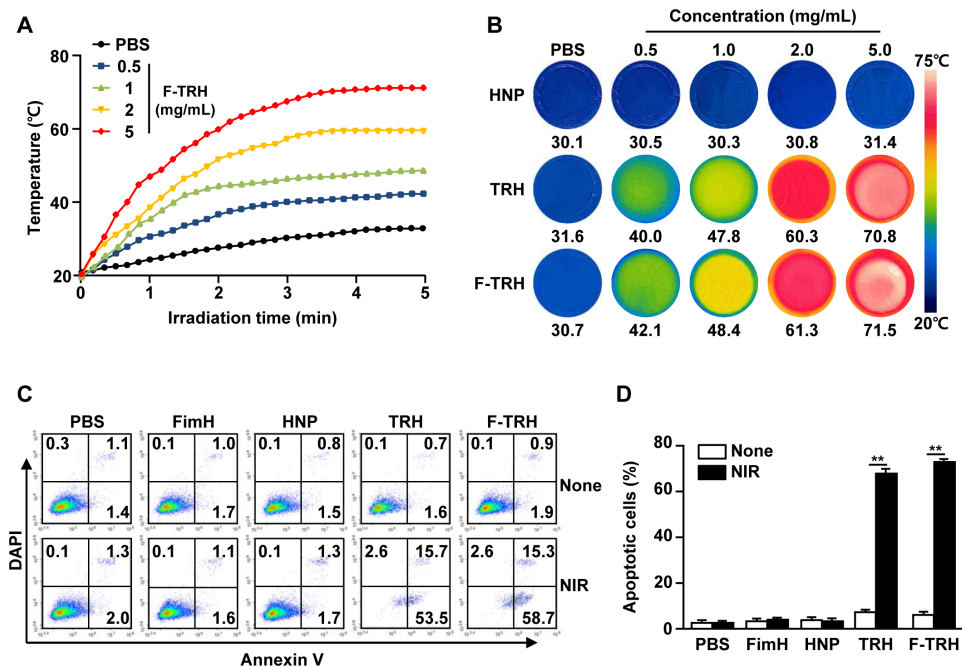 A
PBS
0.5
1
2
5
F-TRH
(mg/mL)
Temperature (℃)
80
60
40
20
0 1 2 3 4 5
Irradiation time (min)
B
Concentration (mg/mL)
PBS 0.5 1.0 2.0 5.0
75℃
HNP
30.1 30.5 30.3 30.8 31.4
TRH
31.6 40.0 47.8 60.3 70.8
F-TRH
30.7 42.1 48.4 61.3 71.5
20℃
C
PBS FimH HNP TRH F-TRH
0.3 1.1 0.1 1.0 0.1 0.8 0.1 0.7 0.1 0.9
None
1.4 1.7 1.5 1.6 1.9
0.1 1.3 0.1 1.1 0.1 1.3 2.6 15.7 2.6 15.3
NIR
2.0 1.6 1.7 53.5 58.7
DAPI
Annexin V
D
None
NIR
** **
Apoptotic cells (%)
80
60
40
20
0
PBS FimH HNP TRH F-TRH